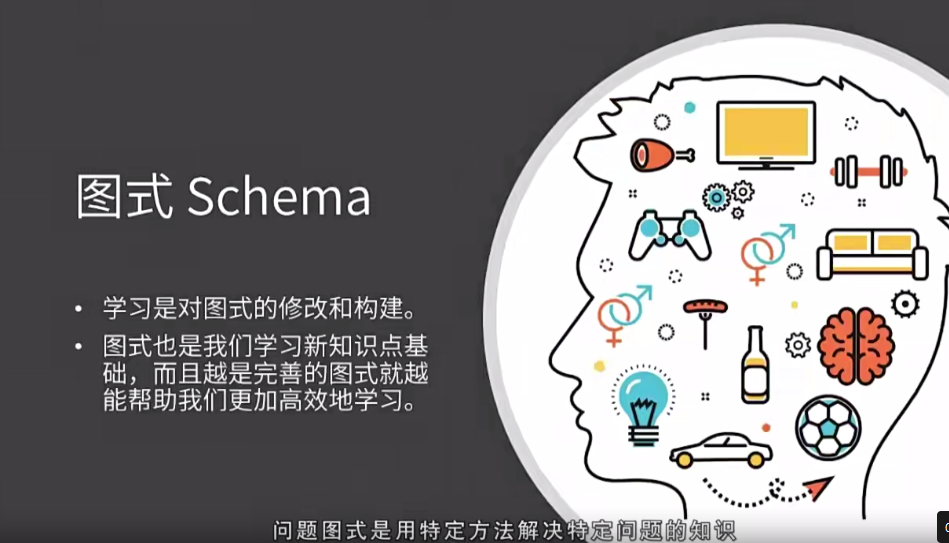 图式 Schema
• 学习是对图式的修改和构建。
• 图式也是我们学习新知识点基
础，而且越是完善的图式就越
能帮助我们更加高效地学习。
问题图式是用特定方法解决特定问题的知识